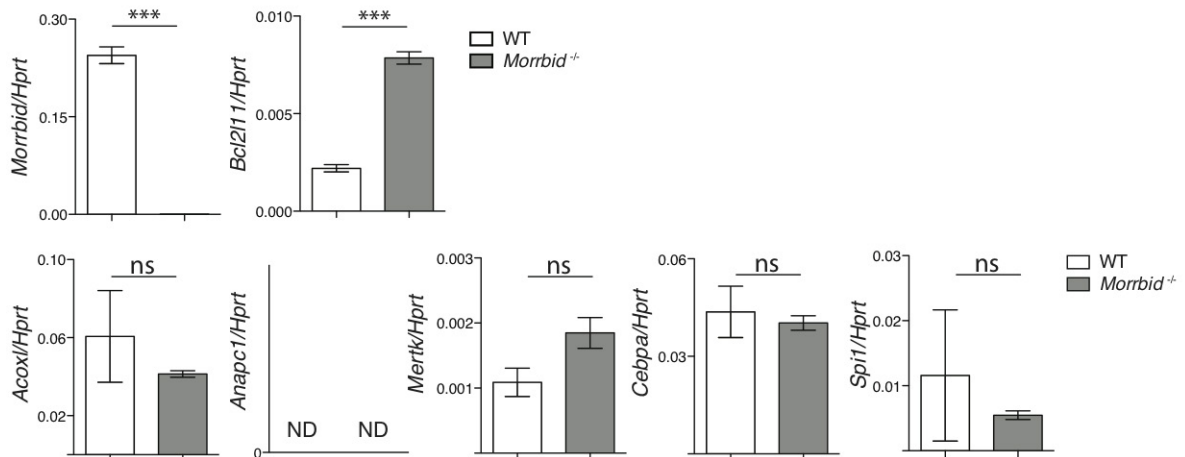 ***
0.30
0.15
0.00
Morrbid/Hprt
***
0.010
0.005
0.000
Bcl2l11/Hprt
WT
Morrbid -/-
ns
0.10
0.06
0.02
Acoxl/Hprt
Anapc1/Hprt
ND ND
0
ns
0.003
0.002
0.001
Mertk/Hprt
ns
0.06
0.03
Cebpa/Hprt
ns
0.03
0.02
0.01
Spi1/Hprt
WT
Morrbid -/-